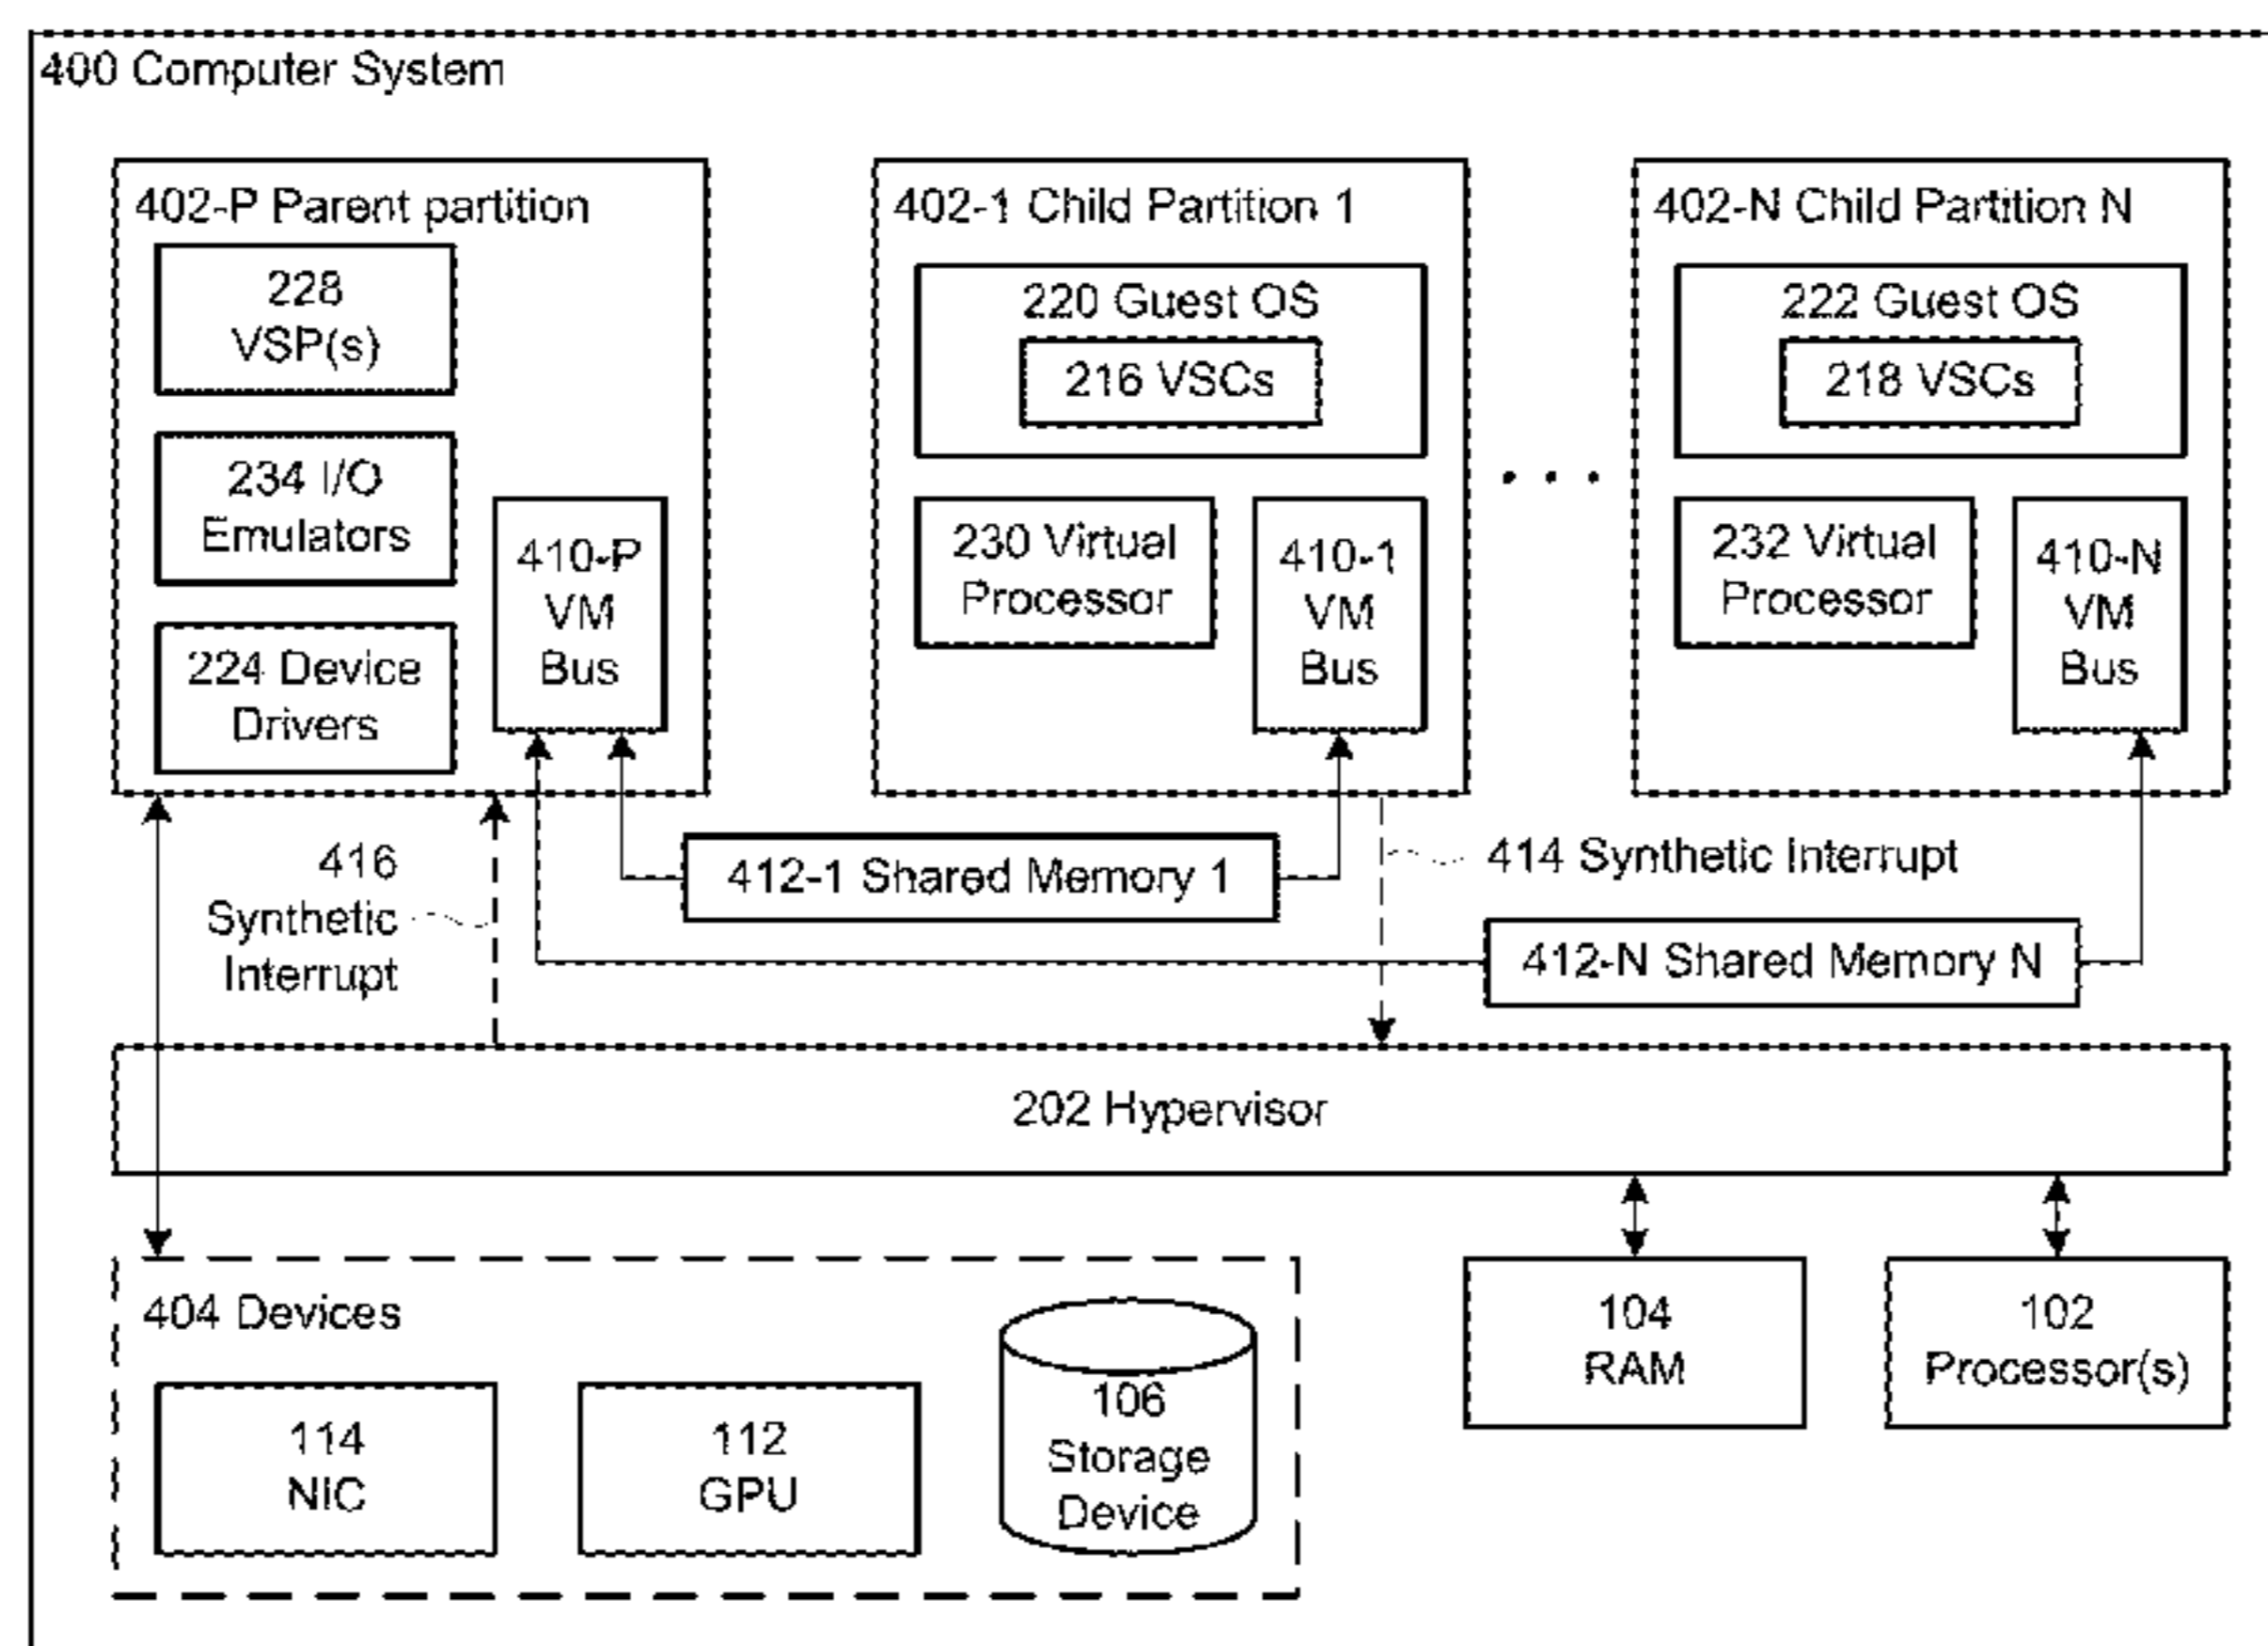 400 Computer System
402-P Parent partition
228
VSP(s)
234 I/O
Emulators
224 Device
Drivers
410-P
VM
Bus
402-1 Child Partition 1
220 Guest OS
216 VSCs
230 Virtual
Processor
410-1
VM
Bus
. . .
402-N Child Partition N
222 Guest OS
218 VSCs
232 Virtual
Processor
410-N
VM
Bus
416
Synthetic
Interrupt
412-1 Shared Memory 1
414 Synthetic Interrupt
412-N Shared Memory N
202 Hypervisor
404 Devices
114
NIC
112
GPU
106
Storage
Device
104
RAM
102
Processor(s)